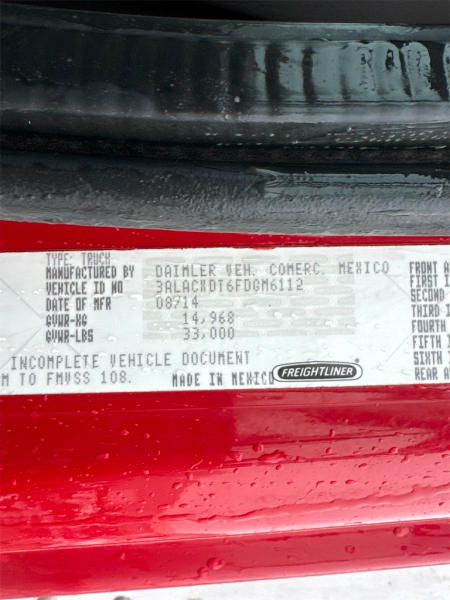 TYPE: TRUCK
MANUFACTURED BY DAIMLER VEH. COMERC. MEXICO
VEHICLE ID NO 3ALACXDT6FDGM6112
DATE OF MFR 08/14
GVWR-KG 14,968
GVWR-LBS 33,000
INCOMPLETE VEHICLE DOCUMENT
M TO FMVSS 108. MADE IN MEXICO FREIGHTLINER
FRONT A
FIRST I
SECOND
THIRD I
FOURTH
FIFTH I
SIXTH I
REAR A